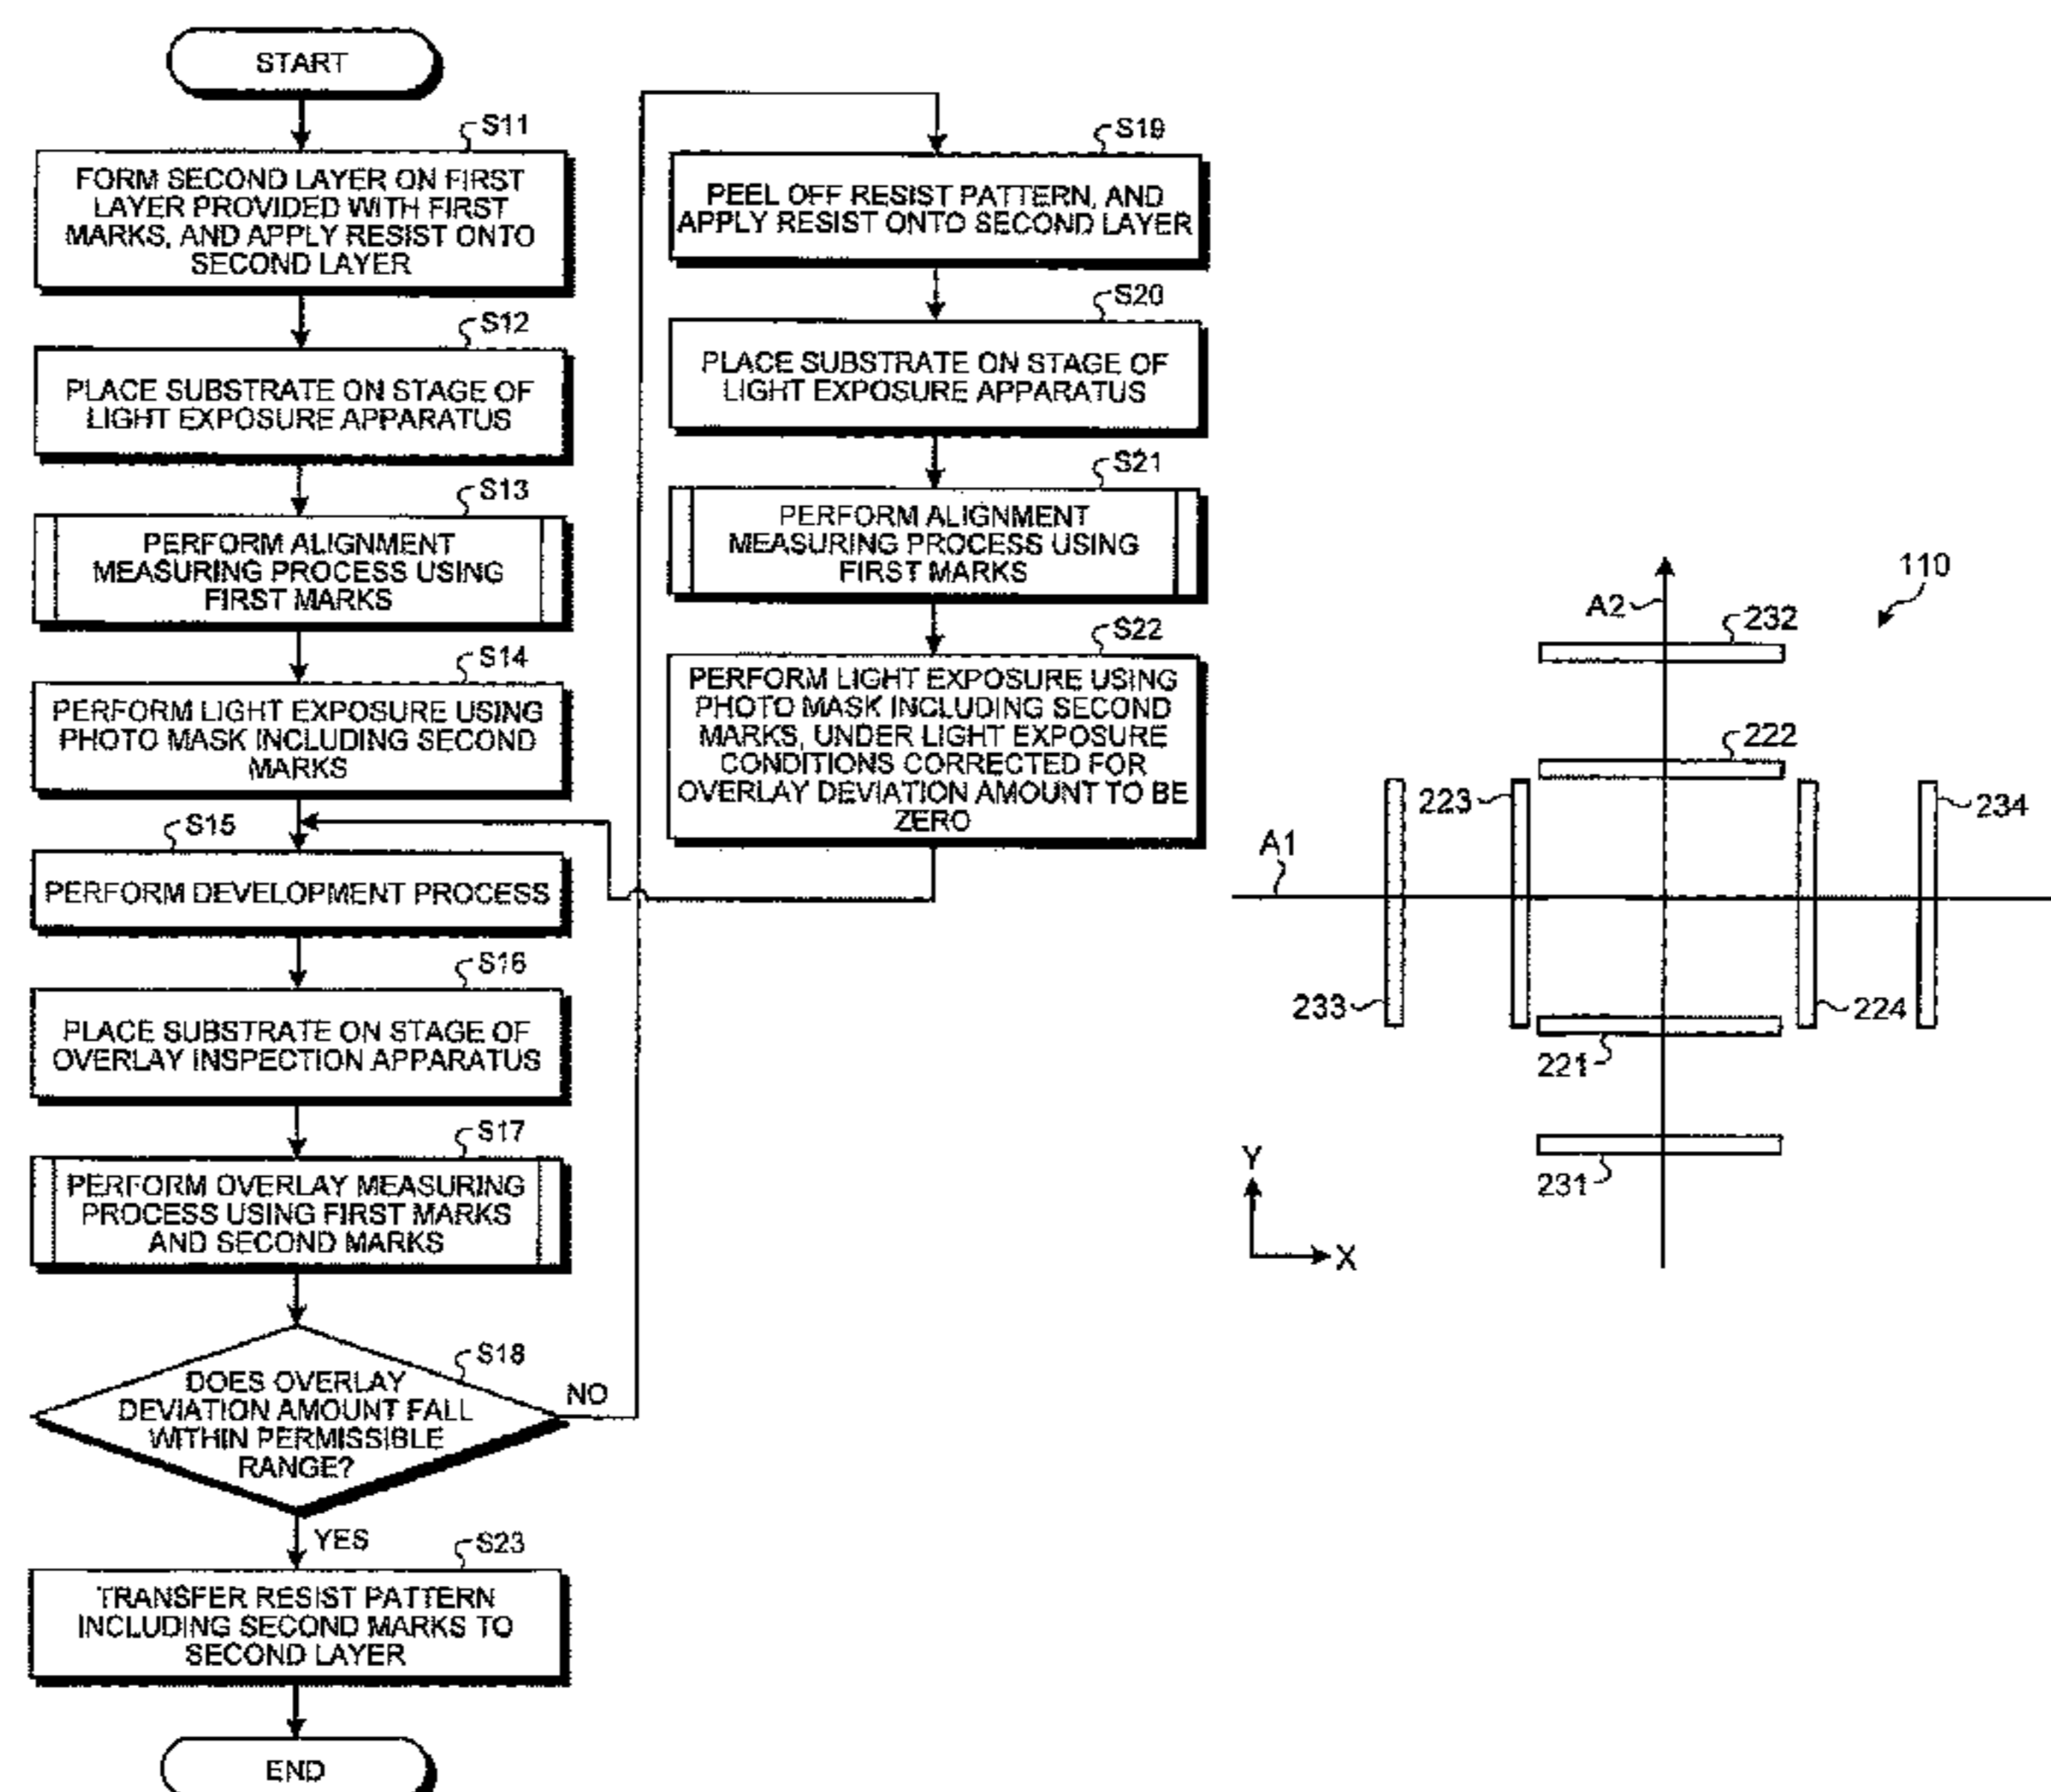 START
S11
FORM SECOND LAYER ON FIRST
LAYER PROVIDED WITH FIRST
MARKS, AND APPLY RESIST ONTO
SECOND LAYER
S12
PLACE SUBSTRATE ON STAGE OF
LIGHT EXPOSURE APPARATUS
S13
PERFORM ALIGNMENT
MEASURING PROCESS USING
FIRST MARKS
S14
PERFORM LIGHT EXPOSURE USING
PHOTO MASK INCLUDING SECOND
MARKS
S15
PERFORM DEVELOPMENT PROCESS
S16
PLACE SUBSTRATE ON STAGE OF
OVERLAY INSPECTION APPARATUS
S17
PERFORM OVERLAY MEASURING
PROCESS USING FIRST MARKS
AND SECOND MARKS
S18
DOES OVERLAY
DEVIATION AMOUNT FALL
WITHIN PERMISSIBLE
RANGE?
NO
YES
S23
TRANSFER RESIST PATTERN
INCLUDING SECOND MARKS TO
SECOND LAYER
END
S19
PEEL OFF RESIST PATTERN, AND
APPLY RESIST ONTO SECOND LAYER
S20
PLACE SUBSTRATE ON STAGE OF
LIGHT EXPOSURE APPARATUS
S21
PERFORM ALIGNMENT
MEASURING PROCESS USING
FIRST MARKS
S22
PERFORM LIGHT EXPOSURE USING
PHOTO MASK INCLUDING SECOND
MARKS, UNDER LIGHT EXPOSURE
CONDITIONS CORRECTED FOR
OVERLAY DEVIATION AMOUNT TO BE
ZERO
110
A2
232
222
223
234
A1
233
224
221
231
Y
X